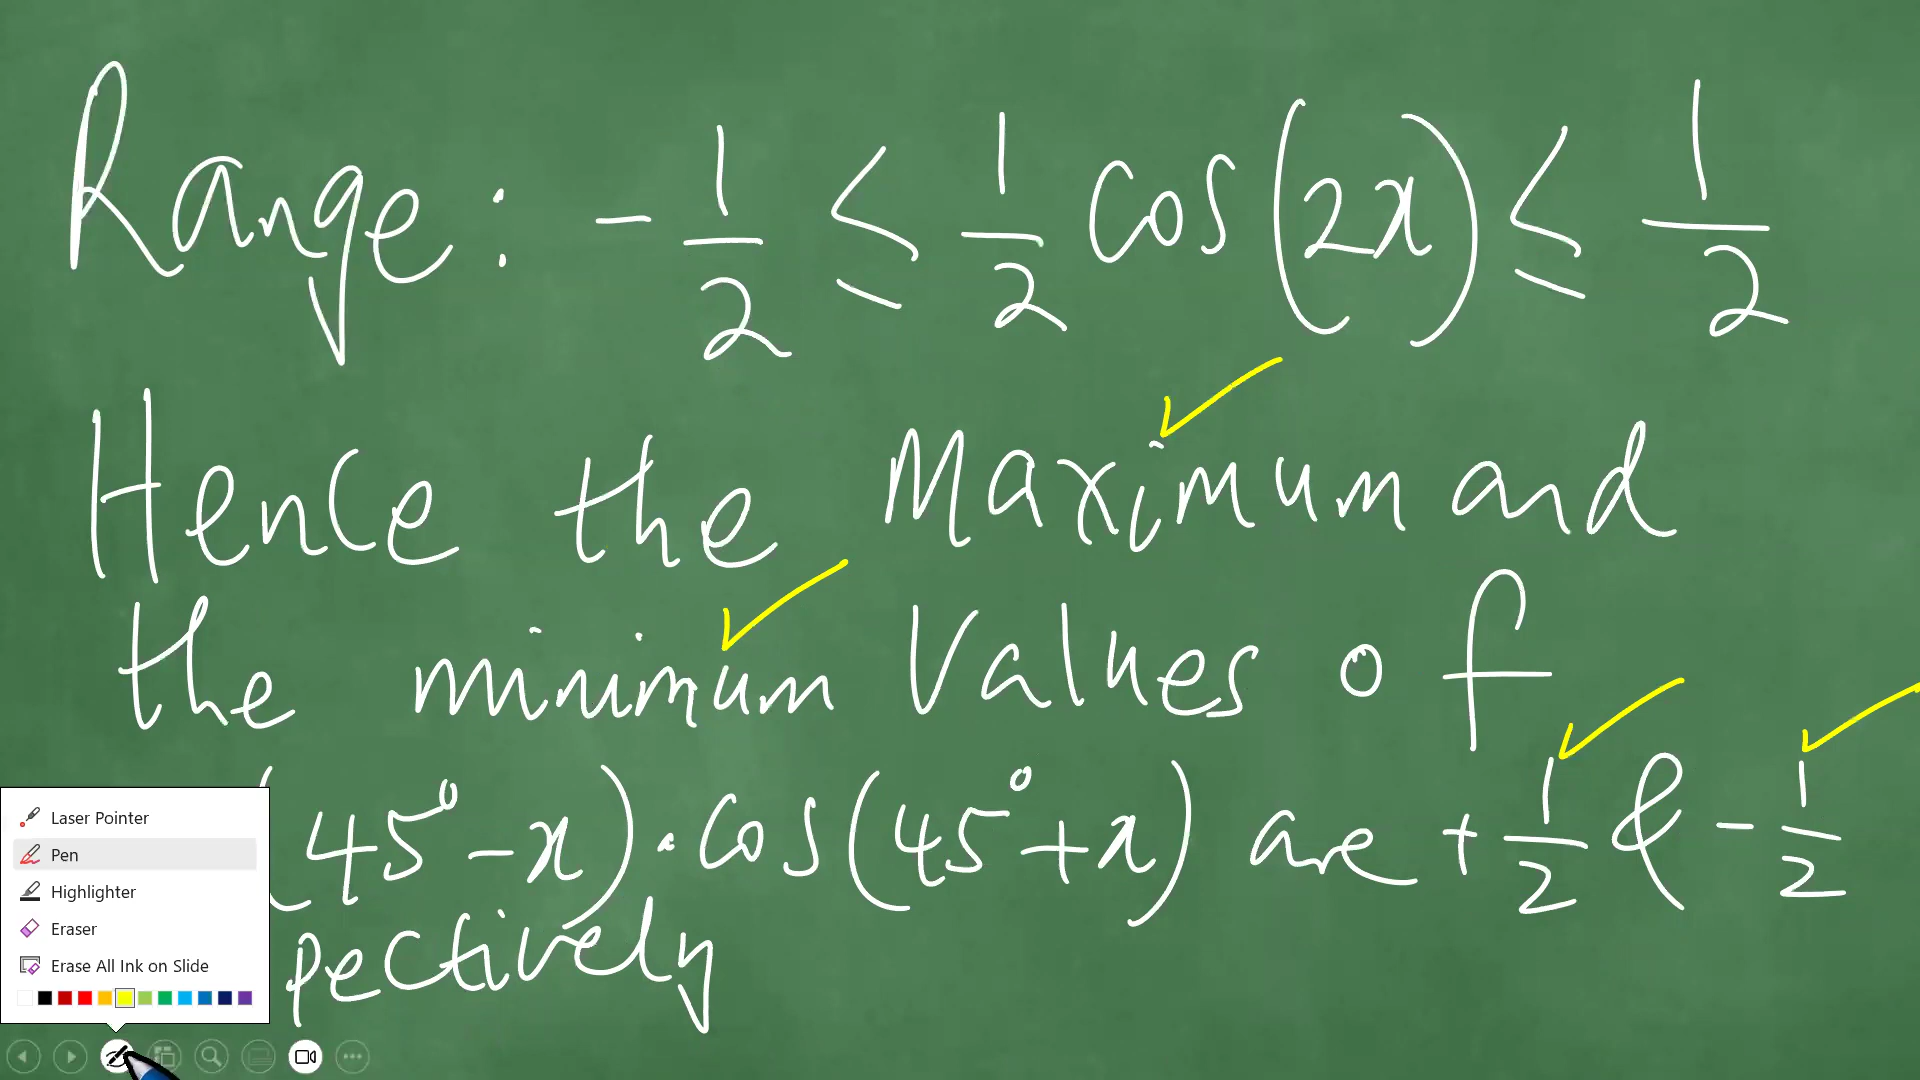 Range: -1/2 ≤ 1/2 cos(2x) ≤ 1/2
Hence the Maximum and
the minimum Values of
(45° - x) · cos(45° + x) are + 1/2 & - 1/2
pectively
Laser Pointer
Pen
Highlighter
Eraser
Erase All Ink on Slide